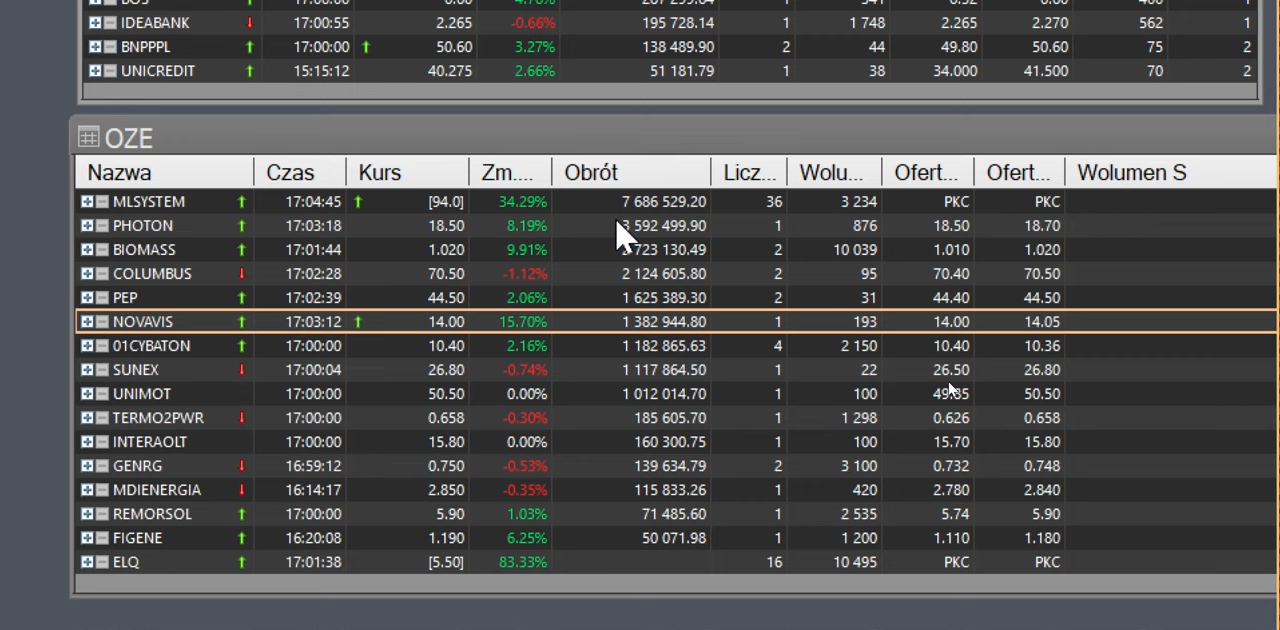 IDEABANK 17:00:55 2.265 -0.66% 195 728.14 1 1 748 2.265 2.270 562 1
BNPPPL 17:00:00 50.60 3.27% 138 489.90 2 44 49.80 50.60 75 2
UNICREDIT 15:15:12 40.275 2.66% 51 181.79 1 38 34.000 41.500 70 2
OZE
Nazwa Czas Kurs Zm.... Obrót Licz... Wolu... Ofert... Ofert... Wolumen S
MLSYSTEM 17:04:45 [94.0] 34.29% 7 686 529.20 36 3 234 PKC PKC
PHOTON 17:03:18 18.50 8.19% 592 499.90 1 876 18.50 18.70
BIOMASS 17:01:44 1.020 9.91% 723 130.49 2 10 039 1.010 1.020
COLUMBUS 17:02:28 70.50 -1.12% 2 124 605.80 2 95 70.40 70.50
PEP 17:02:39 44.50 2.06% 1 625 389.30 2 31 44.40 44.50
NOVAVIS 17:03:12 14.00 15.70% 1 382 944.80 1 193 14.00 14.05
01CYBATON 17:00:00 10.40 2.16% 1 182 865.63 4 2 150 10.40 10.36
SUNEX 17:00:04 26.80 -0.74% 1 117 864.50 1 22 26.50 26.80
UNIMOT 17:00:00 50.50 0.00% 1 012 014.70 1 100 50.50
TERMO2PWR 17:00:00 0.658 -0.30% 185 605.70 1 1 298 0.626 0.658
INTERAOLT 17:00:00 15.80 0.00% 160 300.75 1 100 15.70 15.80
GENRG 16:59:12 0.750 -0.53% 139 634.79 2 3 100 0.732 0.748
MDIENERGIA 16:14:17 2.850 -0.35% 115 833.26 1 420 2.780 2.840
REMORSOL 17:00:00 5.90 1.03% 71 485.60 1 2 535 5.74 5.90
FIGENE 16:20:08 1.190 6.25% 50 071.98 1 1 200 1.110 1.180
ELQ 17:01:38 [5.50] 83.33% 16 10 495 PKC PKC